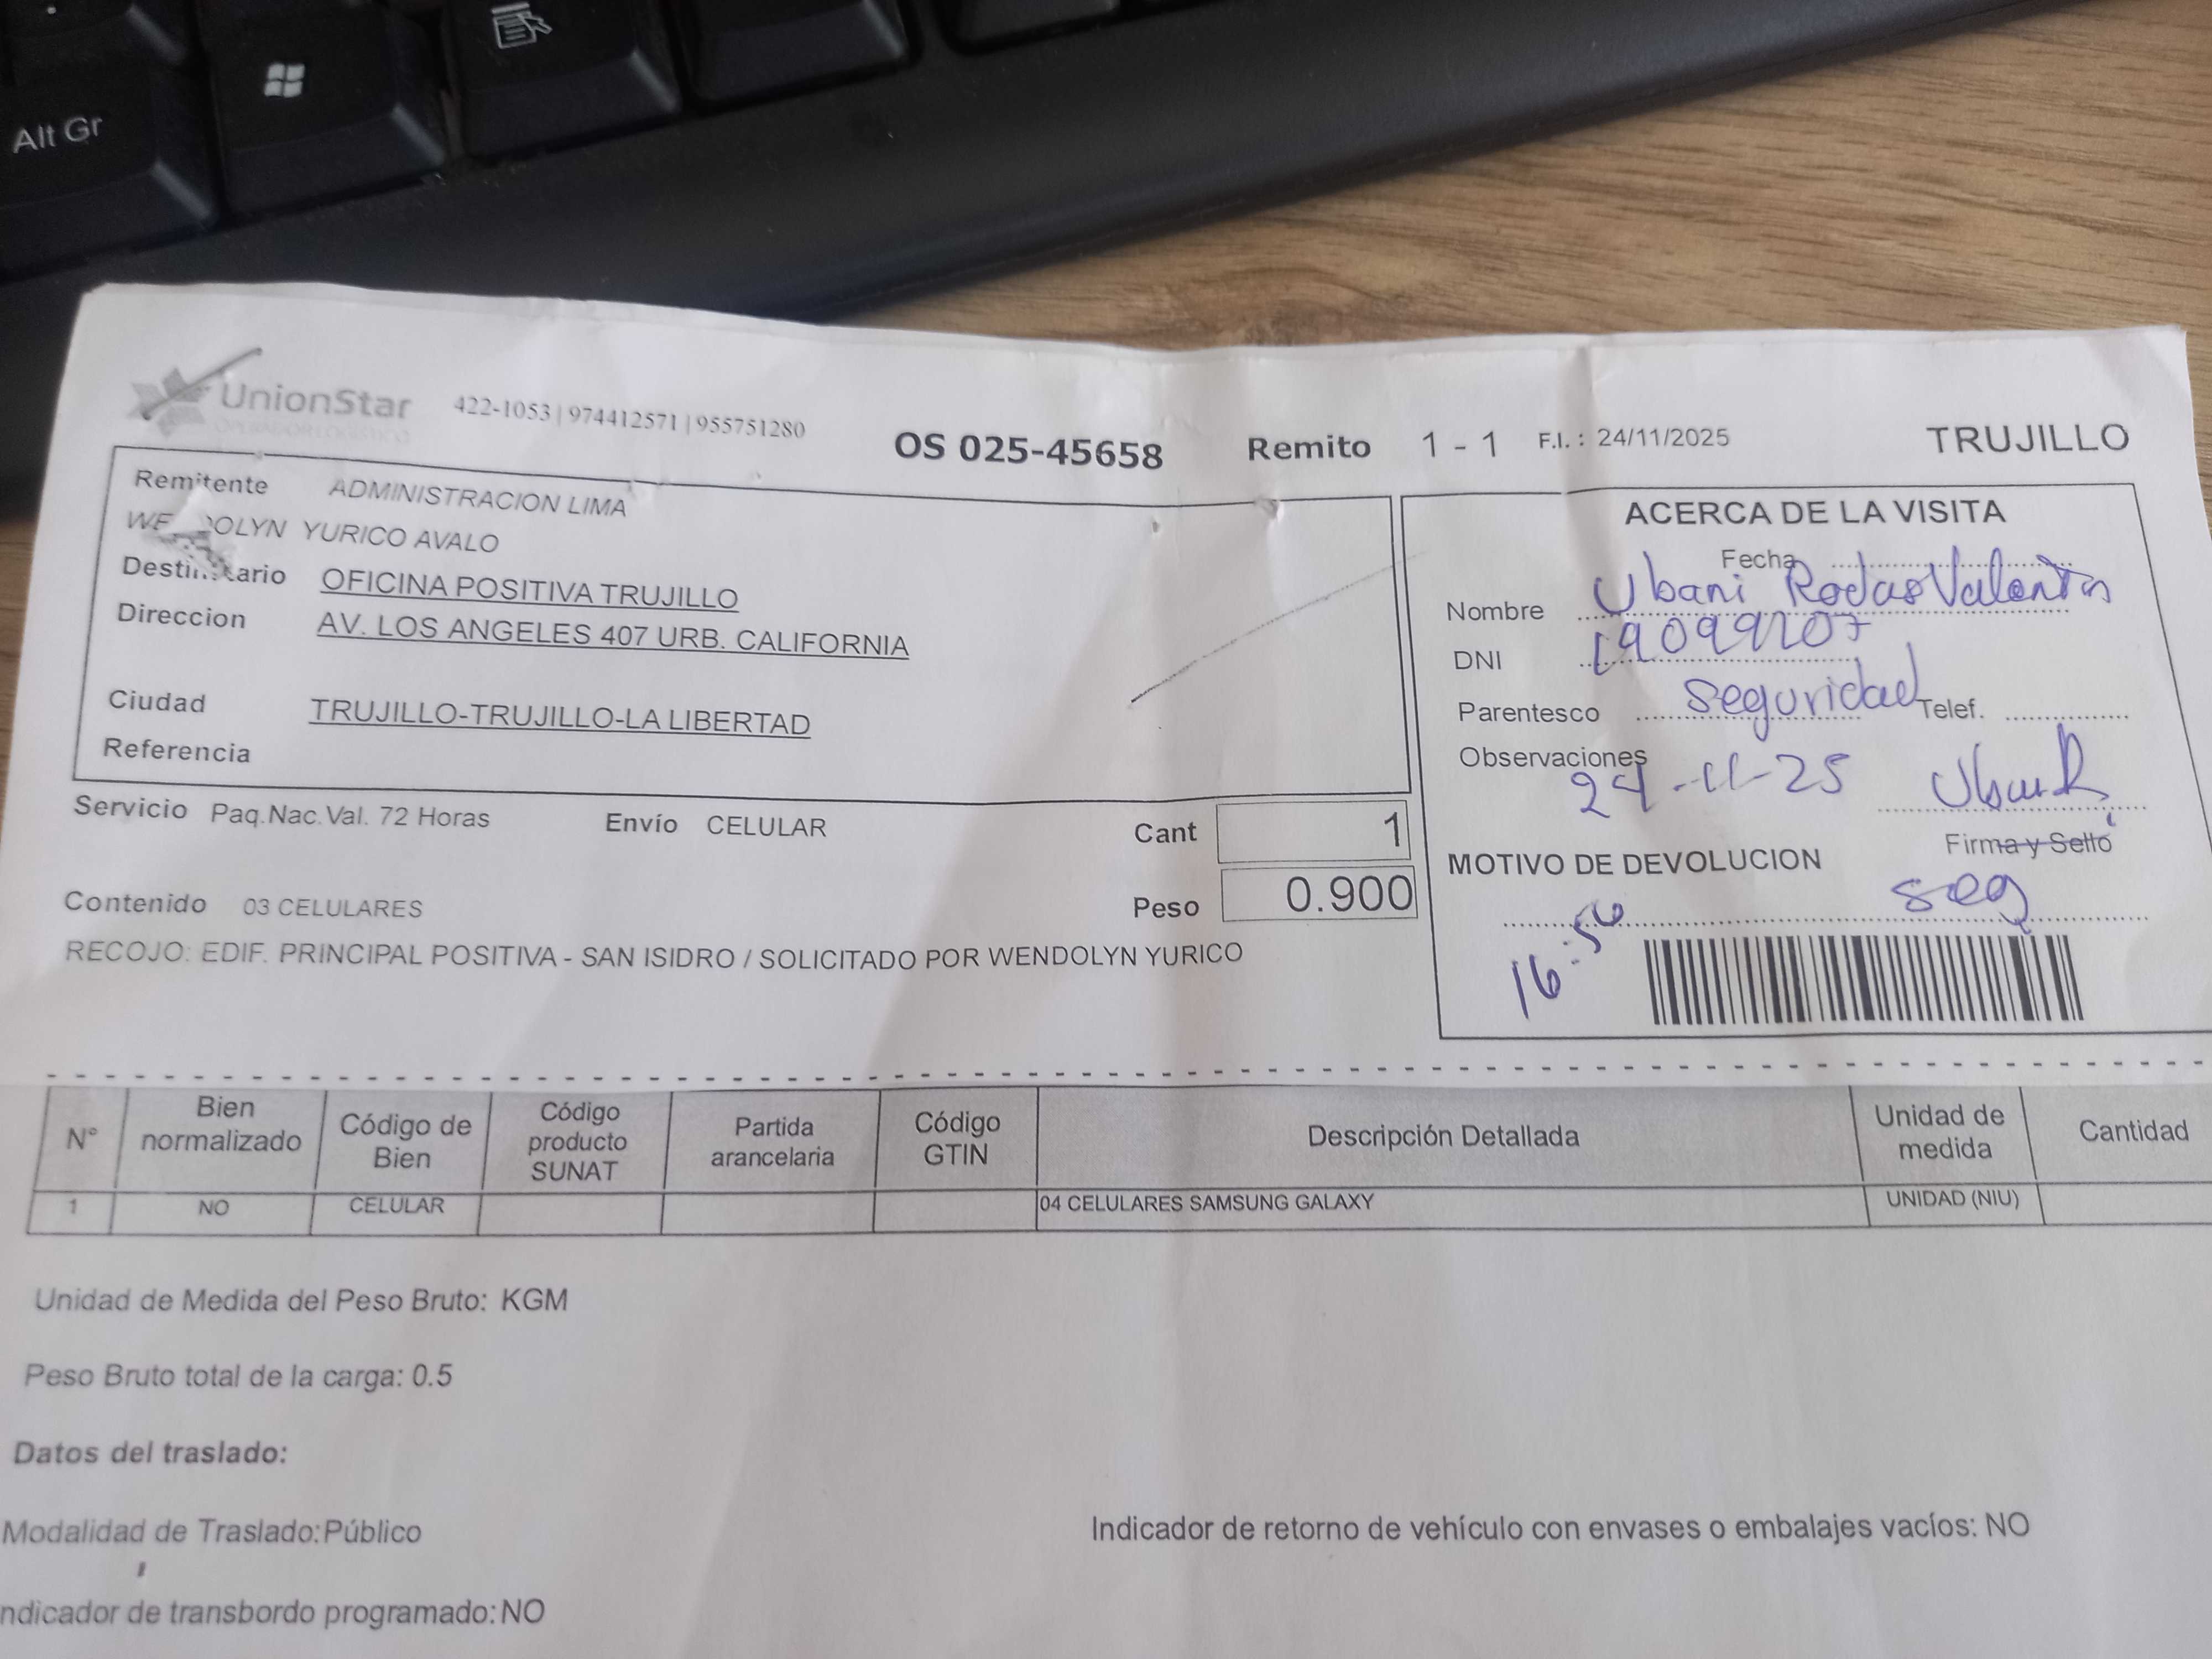 Alt Gr
UnionStar 422-1053 | 974412571 | 955751280 OS 025-45658 Remito 1 - 1 F.I. : 24/11/2025 TRUJILLO
OPERADOR LOGISTICO
Remitente ADMINISTRACION LIMA
YURICO AVALO
OFICINA POSITIVA TRUJILLO
Direccion AV. LOS ANGELES 407 URB. CALIFORNIA
Ciudad TRUJILLO-TRUJILLO-LA LIBERTAD
Referencia
Servicio Paq.Nac.Val. 72 Horas Envío CELULAR Cant 1
Contenido 03 CELULARES Peso 0.900
RECOJO: EDIF. PRINCIPAL POSITIVA - SAN ISIDRO / SOLICITADO POR WENDOLYN YURICO
ACERCA DE LA VISITA
Fecha
Nombre Ubani Rodas Valentin
DNI
Parentesco seguridad Telef.
Observaciones
-11-25
Firma y Sello
MOTIVO DE DEVOLUCION
seg
N° Bien normalizado Código de Bien Código producto SUNAT Partida arancelaria Código GTIN Descripción Detallada Unidad de medida Cantidad
1 NO CELULAR 04 CELULARES SAMSUNG GALAXY UNIDAD (NIU)
Unidad de Medida del Peso Bruto: KGM
Peso Bruto total de la carga: 0.5
Datos del traslado:
Modalidad de Traslado:Público Indicador de retorno de vehículo con envases o embalajes vacíos: NO
ndicador de transbordo programado:NO